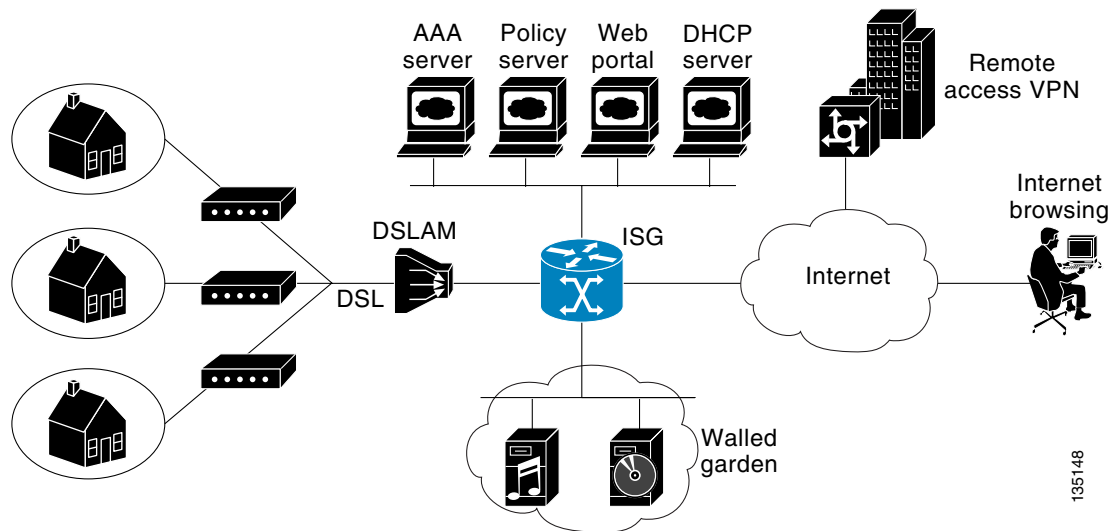 AAA
server
Policy
server
Web
portal
DHCP
server
Remote
access VPN
Internet
browsing
DSLAM
ISG
DSL
Internet
Walled
garden
135148